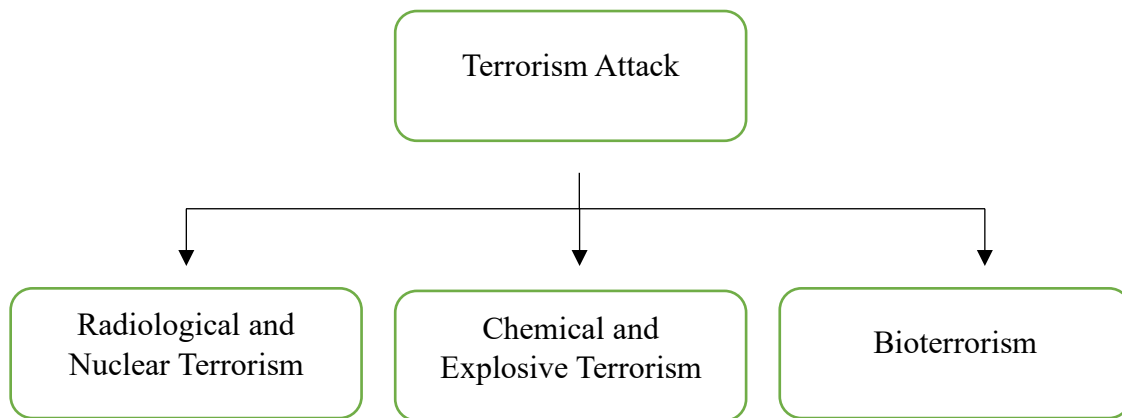 Terrorism Attack
Radiological and
Nuclear Terrorism
Chemical and
Explosive Terrorism
Bioterrorism